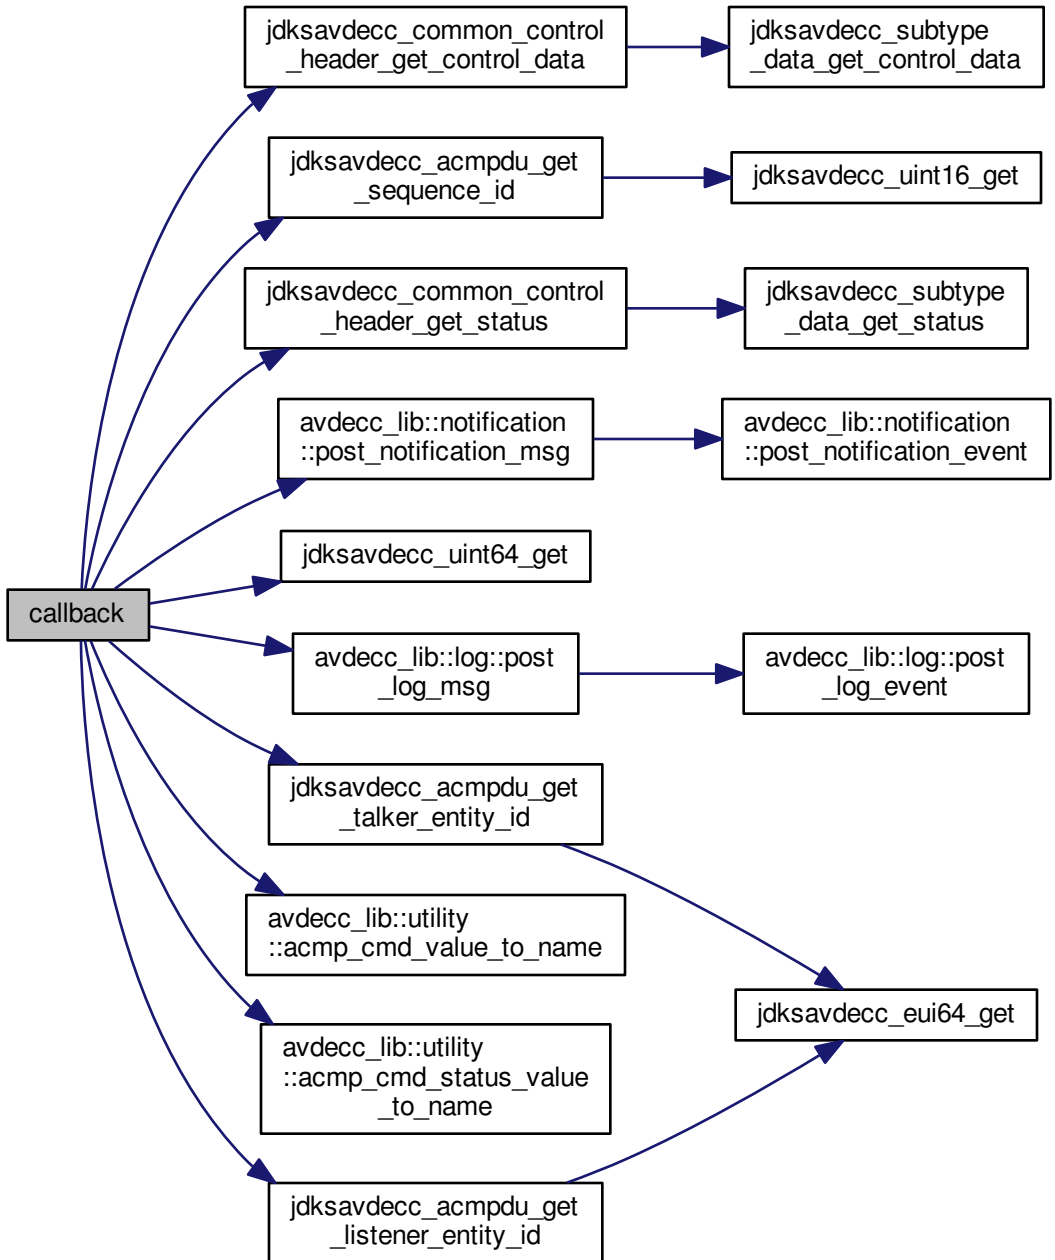 jdksavdecc_common_control
_header_get_control_data
jdksavdecc_subtype
_data_get_control_data
jdksavdecc_acmpdu_get
_sequence_id
jdksavdecc_uint16_get
jdksavdecc_common_control
_header_get_status
jdksavdecc_subtype
_data_get_status
avdecc_lib::notification
::post_notification_msg
avdecc_lib::notification
::post_notification_event
jdksavdecc_uint64_get
callback
avdecc_lib::log::post
_log_msg
avdecc_lib::log::post
_log_event
jdksavdecc_acmpdu_get
_talker_entity_id
avdecc_lib::utility
::acmp_cmd_value_to_name
jdksavdecc_eui64_get
avdecc_lib::utility
::acmp_cmd_status_value
_to_name
jdksavdecc_acmpdu_get
_listener_entity_id